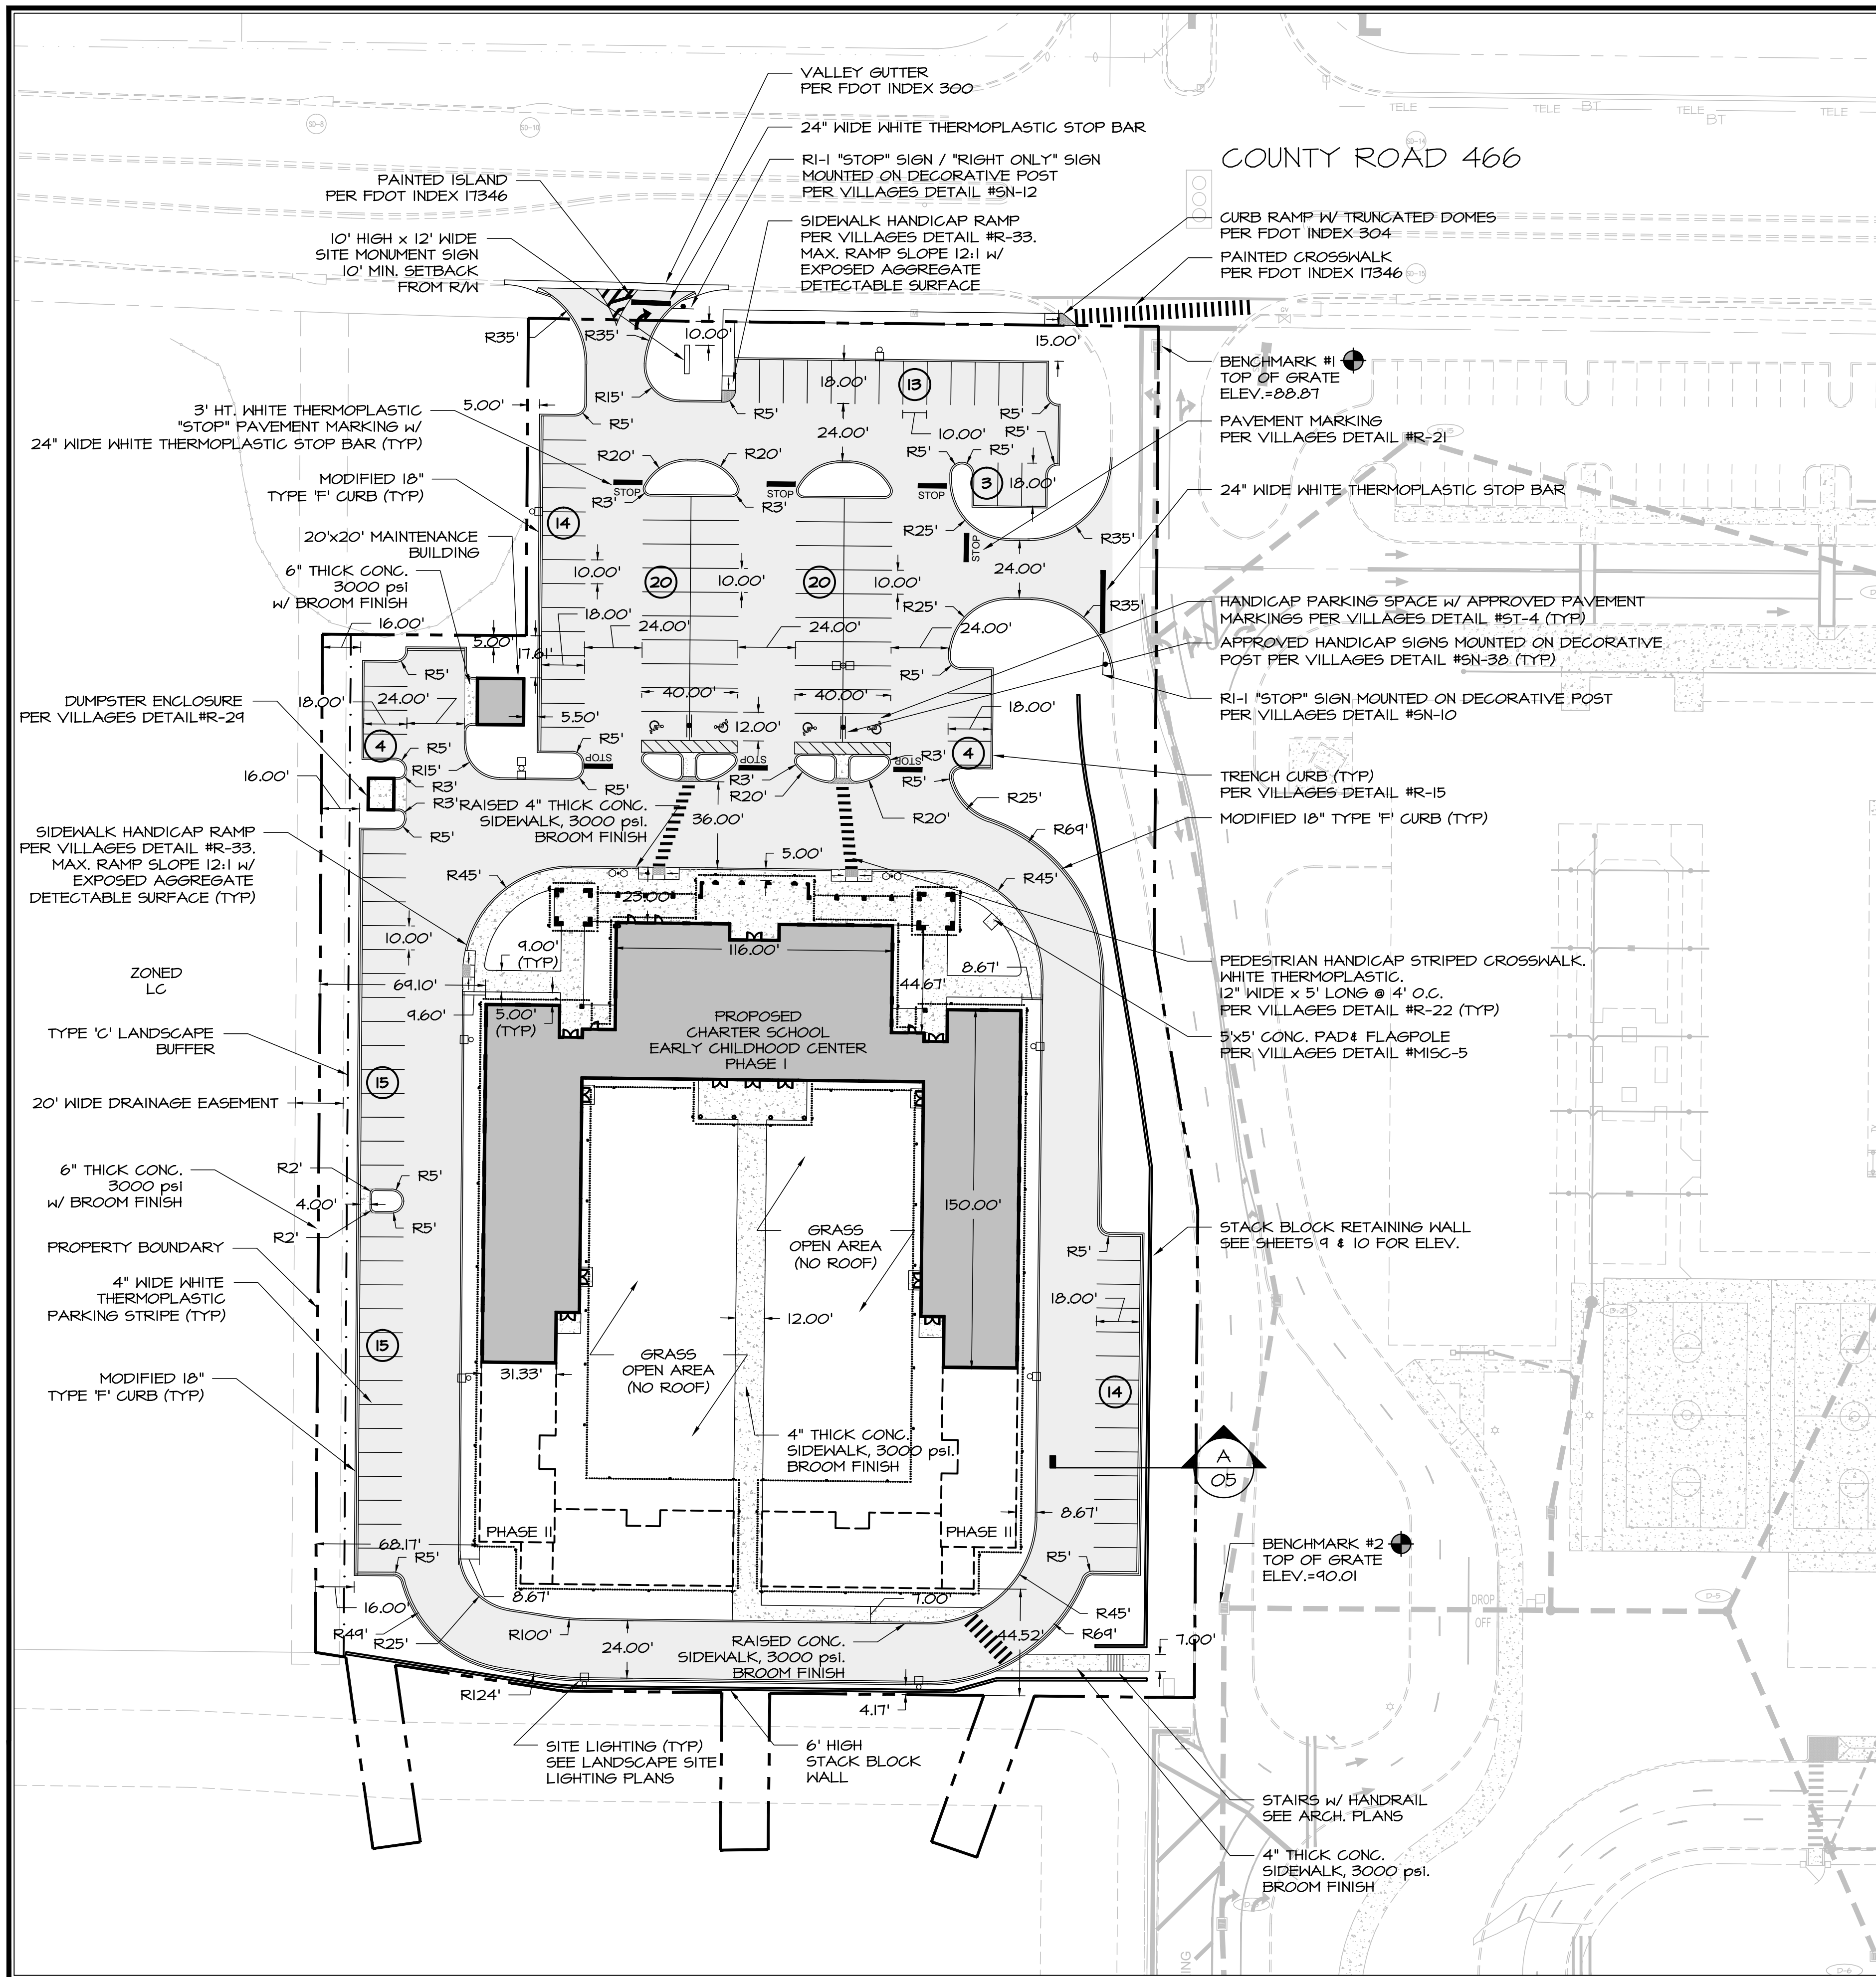 VALLEY GUTTER
PER FDOT INDEX 300
24" WIDE WHITE THERMOPLASTIC STOP BAR
R1-1 "STOP" SIGN / "RIGHT ONLY" SIGN
MOUNTED ON DECORATIVE POST
PER VILLAGES DETAIL #SN-12
SIDEWALK HANDICAP RAMP
PER VILLAGES DETAIL #R-33.
MAX. RAMP SLOPE 12:1 W/
EXPOSED AGGREGATE
DETECTABLE SURFACE
PAINTED ISLAND
PER FDOT INDEX 17346
10' HIGH x 12' WIDE
SITE MONUMENT SIGN
10' MIN. SETBACK
FROM R/W
SD-8
SD-10
TELE
TELE
BT
TELE
BT
TELE
SD-14
COUNTY ROAD 466
CURB RAMP W/ TRUNCATED DOMES
PER FDOT INDEX 304
PAINTED CROSSWALK
PER FDOT INDEX 17346
SD-15
GV
BENCHMARK #1
TOP OF GRATE
ELEV.=88.87
PAVEMENT MARKING
PER VILLAGES DETAIL #R-21
24" WIDE WHITE THERMOPLASTIC STOP BAR
HANDICAP PARKING SPACE W/ APPROVED PAVEMENT
MARKINGS PER VILLAGES DETAIL #ST-4 (TYP)
APPROVED HANDICAP SIGNS MOUNTED ON DECORATIVE
POST PER VILLAGES DETAIL #SN-38 (TYP)
R1-1 "STOP" SIGN MOUNTED ON DECORATIVE POST
PER VILLAGES DETAIL #SN-10
TRENCH CURB (TYP)
PER VILLAGES DETAIL #R-15
MODIFIED 18" TYPE 'F' CURB (TYP)
PEDESTRIAN HANDICAP STRIPED CROSSWALK.
WHITE THERMOPLASTIC.
12" WIDE x 5' LONG @ 4' O.C.
PER VILLAGES DETAIL #R-22 (TYP)
5'x5' CONC. PAD & FLAGPOLE
PER VILLAGES DETAIL #MISC-5
STACK BLOCK RETAINING WALL
SEE SHEETS 9 & 10 FOR ELEV.
A
05
BENCHMARK #2
TOP OF GRATE
ELEV.=90.01
DROP
OFF
D-5
STAIRS W/ HANDRAIL
SEE ARCH. PLANS
4" THICK CONC.
SIDEWALK, 3000 psi.
BROOM FINISH
D-6
3' HT. WHITE THERMOPLASTIC
"STOP" PAVEMENT MARKING W/
24" WIDE WHITE THERMOPLASTIC STOP BAR (TYP)
MODIFIED 18"
TYPE 'F' CURB (TYP)
20'x20' MAINTENANCE
BUILDING
6" THICK CONC.
3000 psi
W/ BROOM FINISH
DUMPSTER ENCLOSURE
PER VILLAGES DETAIL#R-29
SIDEWALK HANDICAP RAMP
PER VILLAGES DETAIL #R-33.
MAX. RAMP SLOPE 12:1 W/
EXPOSED AGGREGATE
DETECTABLE SURFACE (TYP)
ZONED
LC
TYPE 'C' LANDSCAPE
BUFFER
20' WIDE DRAINAGE EASEMENT
6" THICK CONC.
3000 psi
W/ BROOM FINISH
PROPERTY BOUNDARY
4" WIDE WHITE
THERMOPLASTIC
PARKING STRIPE (TYP)
MODIFIED 18"
TYPE 'F' CURB (TYP)
R35'
R35'
10.00'
15.00'
R15'
R5'
18.00'
13
R5'
5.00'
R5'
10.00'
R5'
24.00'
R20'
R20'
R5'
R5'
3
18.00'
STOP
STOP
STOP
R3'
R3'
R25'
R35'
14
STOP
24.00'
10.00'
20
10.00'
20
10.00'
R25'
R35'
18.00'
24.00'
24.00'
24.00'
16.00'
5.00'
17.61'
R5'
R5'
40.00'
40.00'
18.00'
24.00'
5.50'
12.00'
18.00'
4
R5'
R5'
4
R15'
STOP
STOP
STOP
R3'
R5'
16.00'
R3'
R3'
R5'
R3'
R20'
R20'
R25'
R5'
RAISED 4" THICK CONC.
SIDEWALK, 3000 psi.
BROOM FINISH
36.00'
R69'
5.00'
R45'
R45'
23.00'
116.00'
9.00'
(TYP)
8.67'
10.00'
69.10'
44.67'
9.60'
5.00'
(TYP)
PROPOSED
CHARTER SCHOOL
EARLY CHILDHOOD CENTER
PHASE I
15
R2'
R5'
4.00'
R2'
R5'
150.00'
GRASS
OPEN AREA
(NO ROOF)
R5'
18.00'
12.00'
15
GRASS
OPEN AREA
(NO ROOF)
31.33'
14
4" THICK CONC.
SIDEWALK, 3000 psi.
BROOM FINISH
8.67'
PHASE II
PHASE II
68.17'
R5'
R5'
16.00'
8.67'
7.00'
R49'
R25'
R100'
24.00'
RAISED CONC.
SIDEWALK, 3000 psi.
BROOM FINISH
44.52'
R45'
R69'
7.00'
R124'
4.17'
SITE LIGHTING (TYP)
SEE LANDSCAPE SITE
LIGHTING PLANS
6' HIGH
STACK BLOCK
WALL